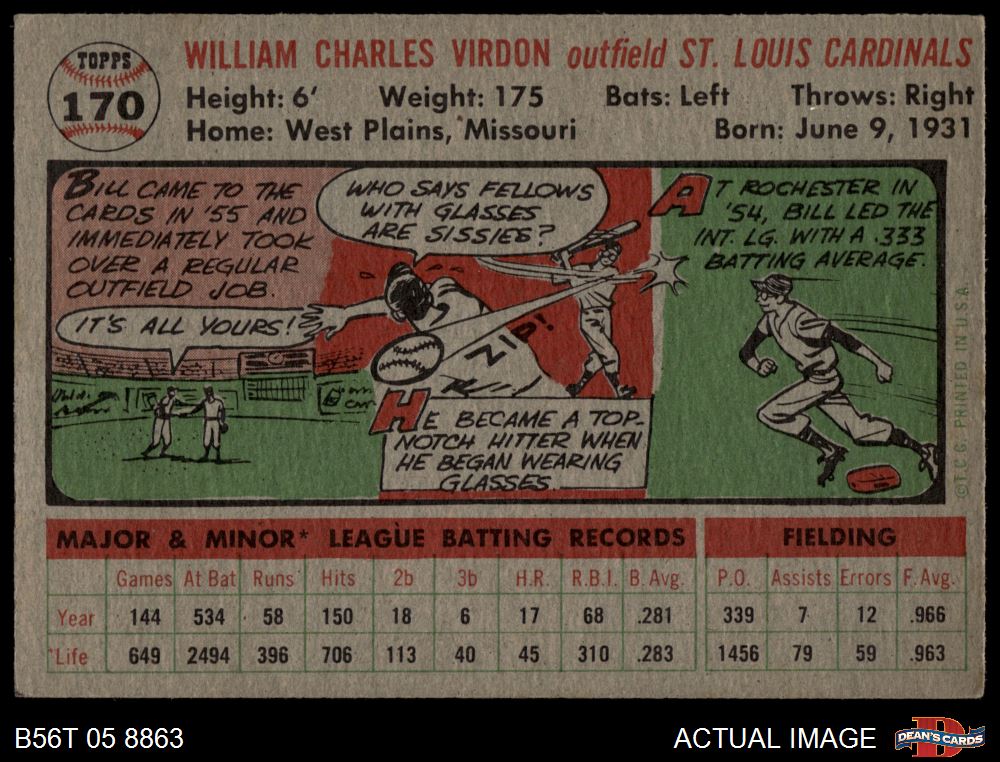 TOPPS
170
WILLIAM CHARLES VIRDON outfield ST. LOUIS CARDINALS
Height: 6' Weight: 175 Bats: Left Throws: Right
Home: West Plains, Missouri Born: June 9, 1931
BILL CAME TO THE
CARDS IN '55 AND
IMMEDIATELY TOOK
OVER A REGULAR
OUTFIELD JOB.
IT'S ALL YOURS!
WHO SAYS FELLOWS
WITH GLASSES
ARE SISSIES?
ZIP!
HE BECAME A TOP-
NOTCH HITTER WHEN
HE BEGAN WEARING
GLASSES.
AT ROCHESTER IN
'54, BILL LED THE
INT. LG. WITH A .333
BATTING AVERAGE.
© T.C.G. PRINTED IN U.S.A.
MAJOR & MINOR* LEAGUE BATTING RECORDS FIELDING
Games At Bat Runs Hits 2b 3b H.R. R.B.I. B. Avg. P.O. Assists Errors F. Avg.
Year 144 534 58 150 18 6 17 68 .281 339 7 12 .966
*Life 649 2494 396 706 113 40 45 310 .283 1456 79 59 .963
B56T 05 8863 ACTUAL IMAGE
DEAN'S CARDS